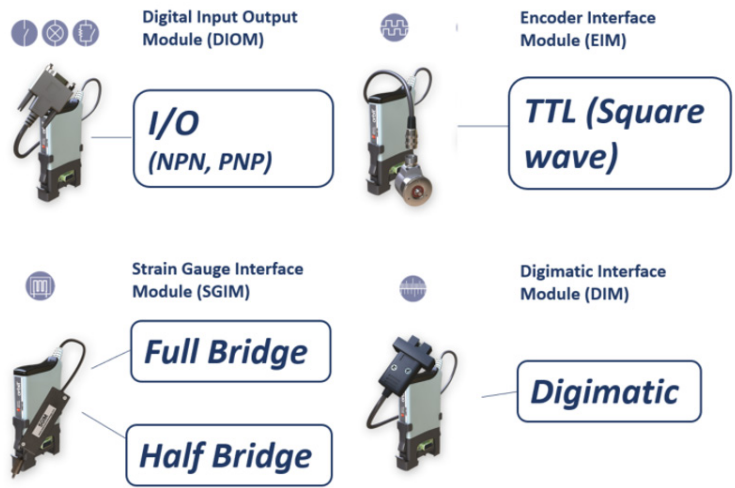 Digital Input Output
Module (DIOM)
I/O
(NPN, PNP)
Encoder Interface
Module (EIM)
TTL (Square
wave)
Strain Gauge Interface
Module (SGIM)
Full Bridge
Half Bridge
Digimatic Interface
Module (DIM)
Digimatic